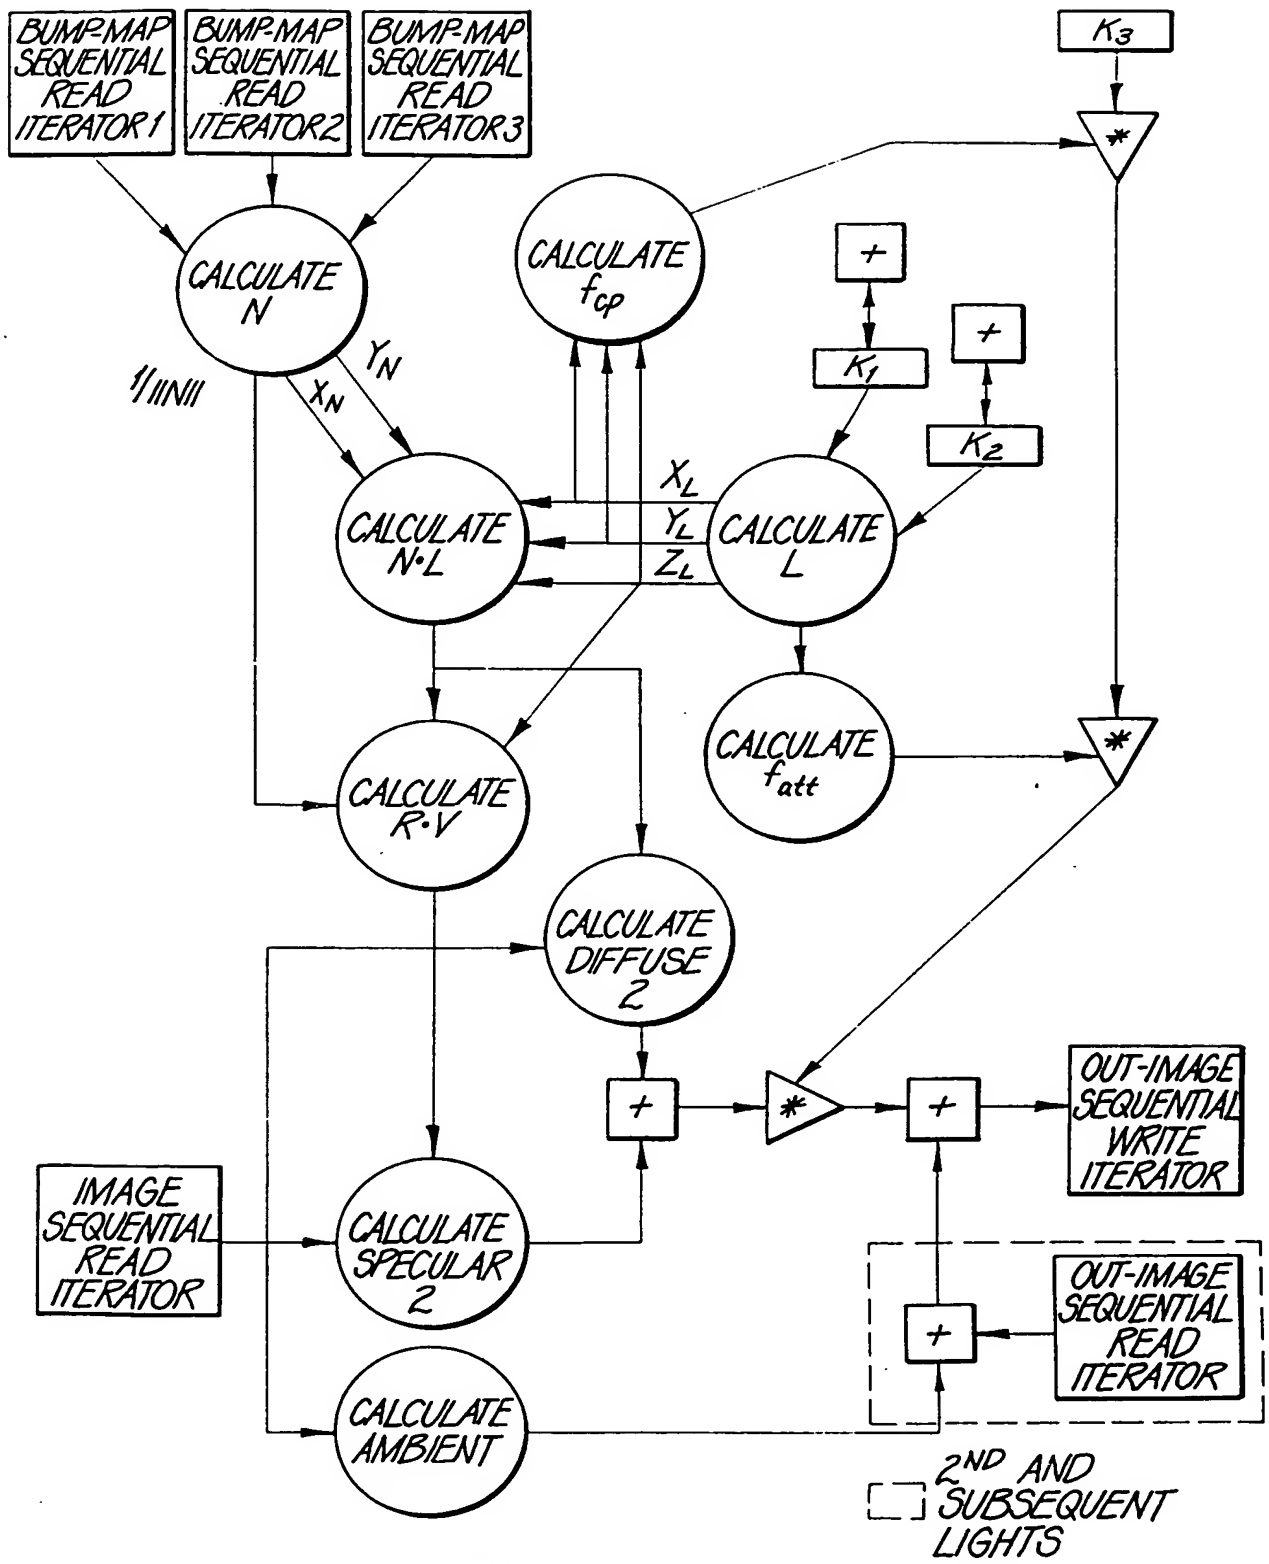 BUMP-MAP
SEQUENTIAL
READ
ITERATOR 1
BUMP-MAP
SEQUENTIAL
READ
ITERATOR 2
BUMP-MAP
SEQUENTIAL
READ
ITERATOR 3
K3
*
CALCULATE
N
CALCULATE
fcp
+
+
K1
K2
1/||N||
XN
YN
CALCULATE
N•L
XL
YL
ZL
CALCULATE
L
CALCULATE
R•V
CALCULATE
fatt
*
CALCULATE
DIFFUSE
2
+
*
+
OUT-IMAGE
SEQUENTIAL
WRITE
ITERATOR
IMAGE
SEQUENTIAL
READ
ITERATOR
CALCULATE
SPECULAR
2
+
OUT-IMAGE
SEQUENTIAL
READ
ITERATOR
CALCULATE
AMBIENT
2ND AND
SUBSEQUENT
LIGHTS